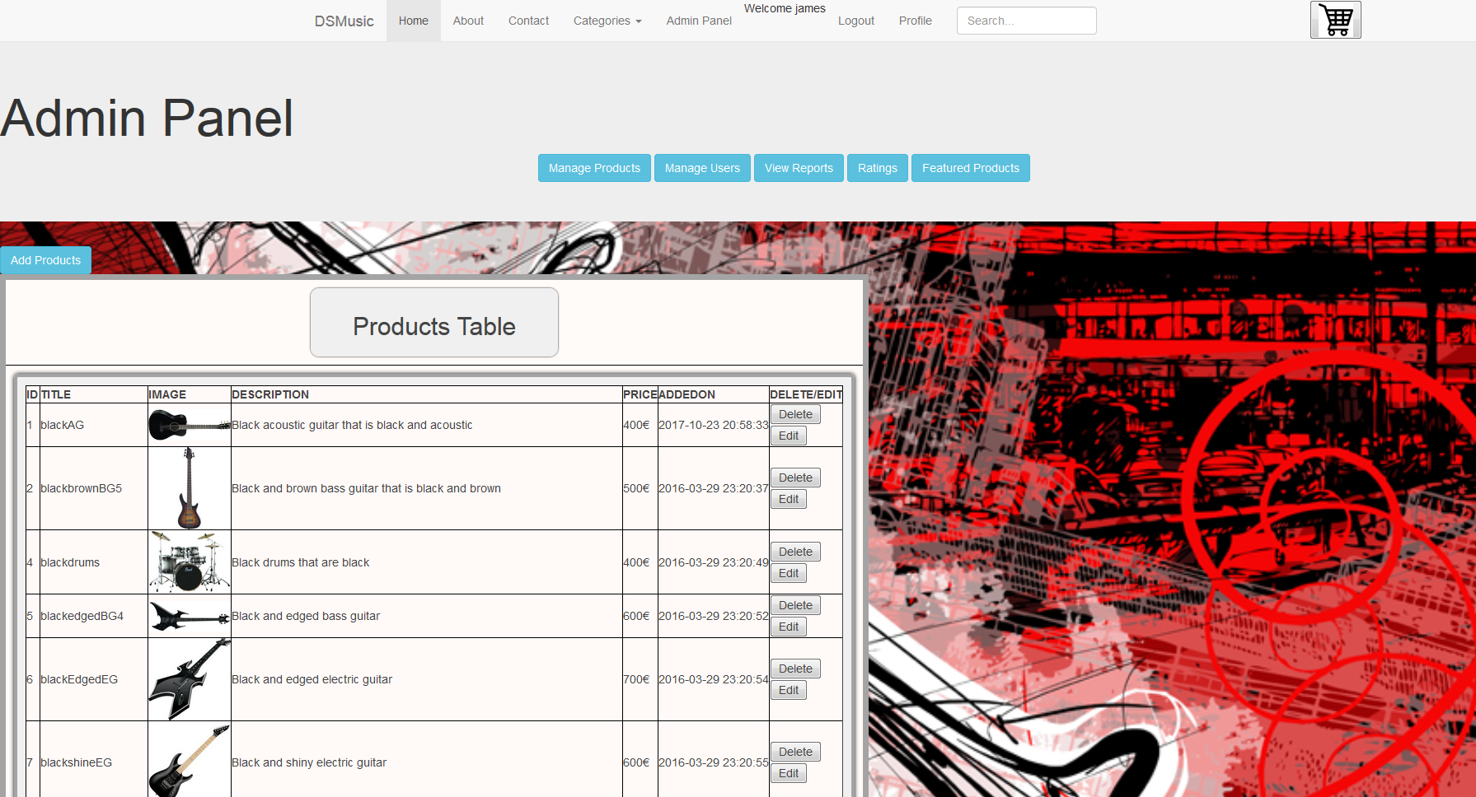 DSMusic Home About Contact Categories Admin Panel Welcome james Logout Profile Search...
Admin Panel
Manage Products Manage Users View Reports Ratings Featured Products
Add Products
Products Table
ID TITLE IMAGE DESCRIPTION PRICE ADDEDON DELETE/EDIT
1 blackAG Black acoustic guitar that is black and acoustic 400€ 2017-10-23 20:58:33 Delete
Edit
2 blackbrownBG5 Black and brown bass guitar that is black and brown 500€ 2016-03-29 23:20:37 Delete
Edit
4 blackdrums Black drums that are black 400€ 2016-03-29 23:20:49 Delete
Edit
5 blackedgedBG4 Black and edged bass guitar 600€ 2016-03-29 23:20:52 Delete
Edit
6 blackEdgedEG Black and edged electric guitar 700€ 2016-03-29 23:20:54 Delete
Edit
7 blackshineEG Black and shiny electric guitar 600€ 2016-03-29 23:20:55 Delete
Edit